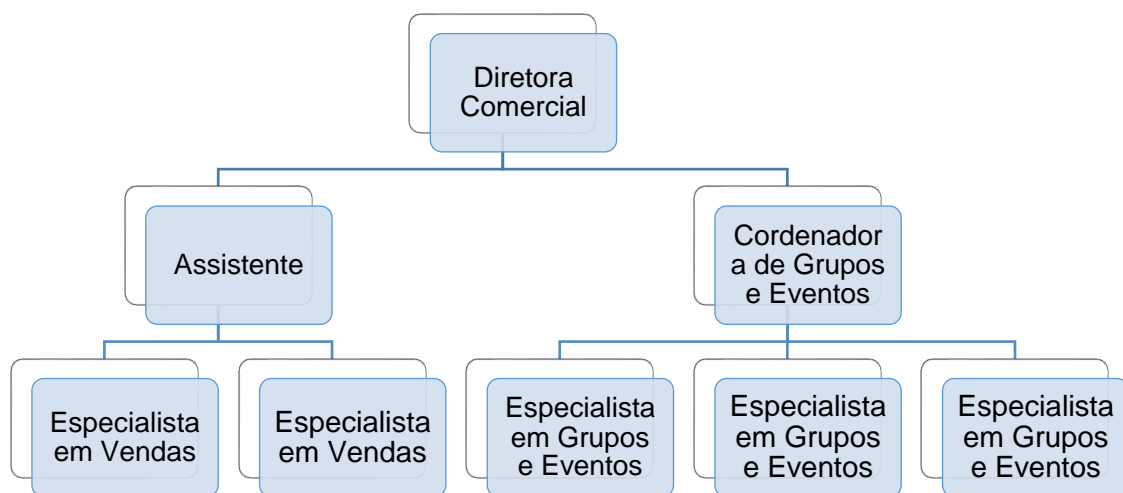 Diretora
Comercial
Assistente
Cordenador
a de Grupos
e Eventos
Especialista
em Vendas
Especialista
em Vendas
Especialista
em Grupos
e Eventos
Especialista
em Grupos
e Eventos
Especialista
em Grupos
e Eventos